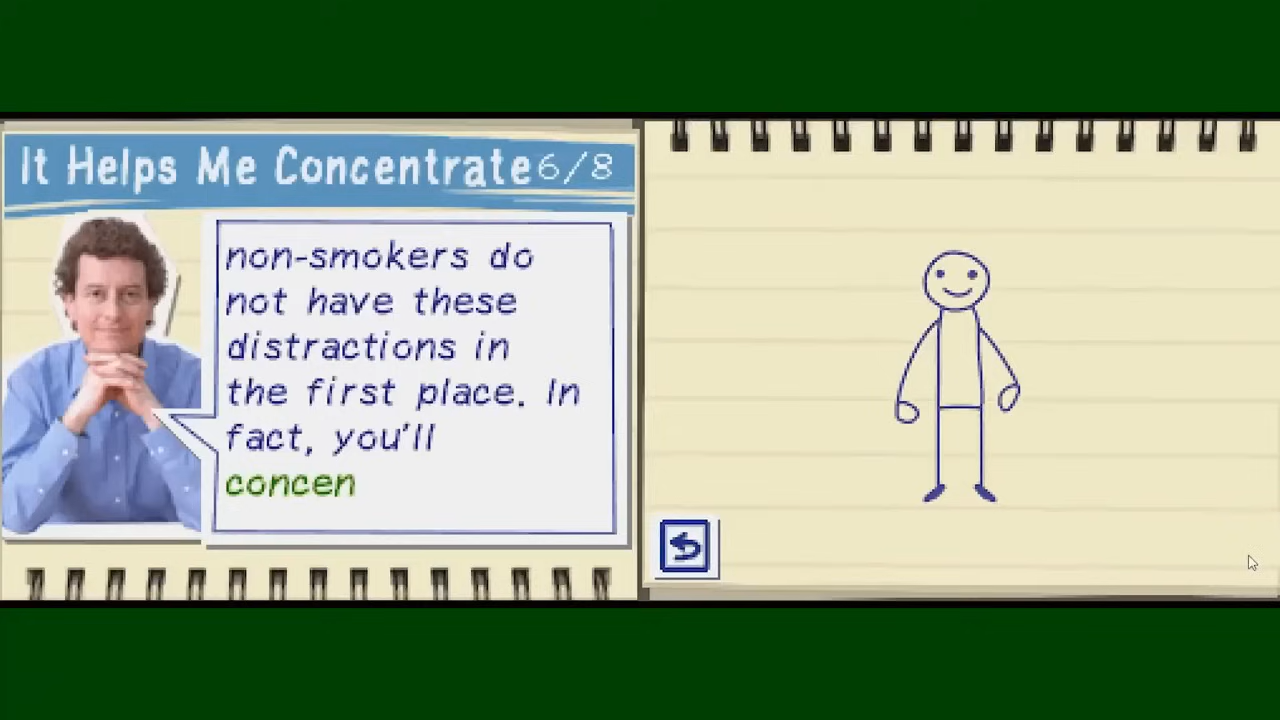 It Helps Me Concentrate 6/8
non-smokers do
not have these
distractions in
the first place. In
fact, you'll
concen